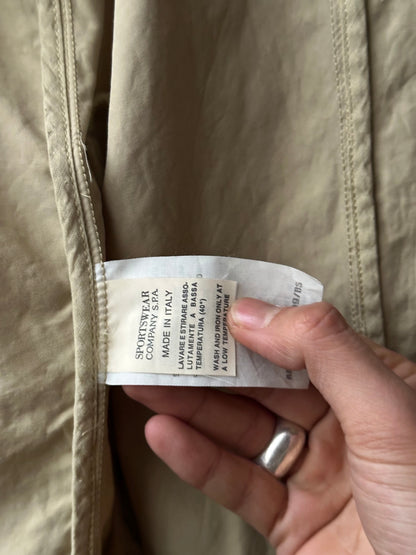 SPORTSWEAR
COMPANY S.P.A.
MADE IN ITALY
LAVARE E STIRARE ASSO-
LUTAMENTE A BASSA
TEMPERATURA (40°)
WASH AND IRON ONLY AT
A LOW TEMPERATURE